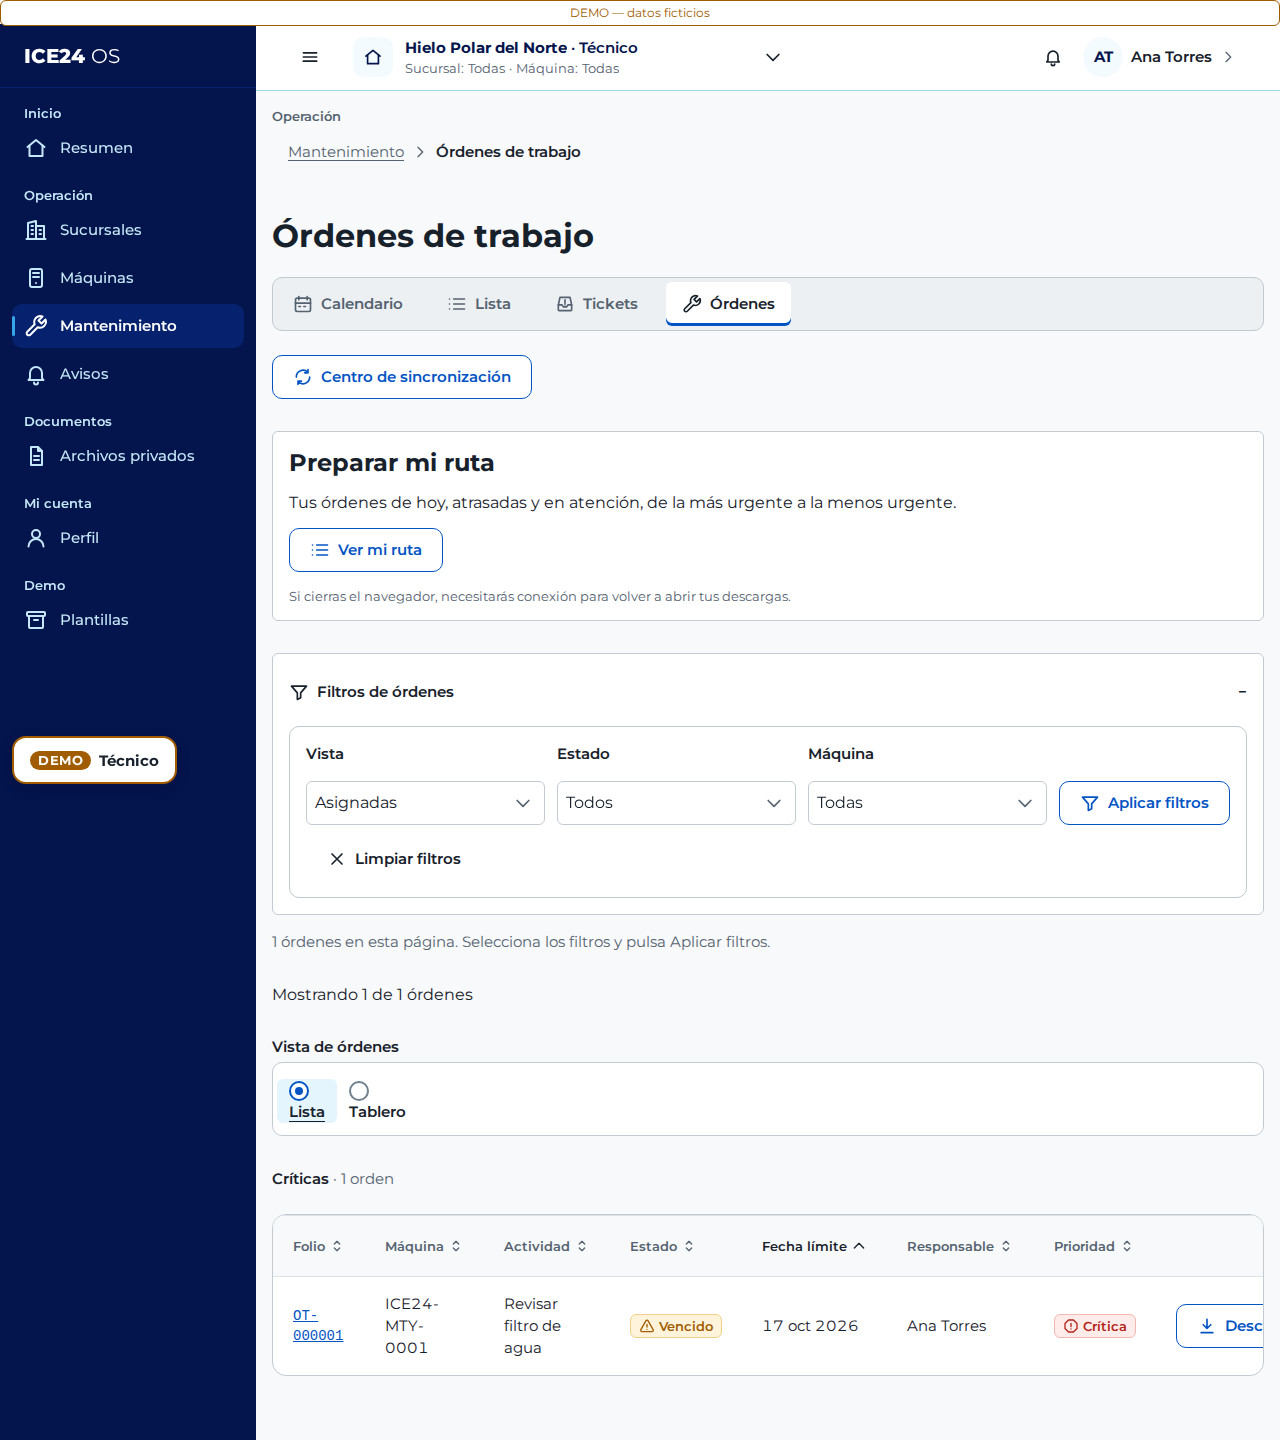 DEMO — datos ficticios
ICE24 OS
Hielo Polar del Norte · Técnico
Sucursal: Todas · Máquina: Todas
AT Ana Torres
Inicio
Resumen
Operación
Sucursales
Máquinas
Mantenimiento
Avisos
Documentos
Archivos privados
Mi cuenta
Perfil
Demo
Plantillas
DEMO Técnico
Operación
Mantenimiento > Órdenes de trabajo
Órdenes de trabajo
Calendario Lista Tickets Órdenes
Centro de sincronización
Preparar mi ruta
Tus órdenes de hoy, atrasadas y en atención, de la más urgente a la menos urgente.
Ver mi ruta
Si cierras el navegador, necesitarás conexión para volver a abrir tus descargas.
Filtros de órdenes –
Vista Estado Máquina
Asignadas Todos Todas Aplicar filtros
Limpiar filtros
1 órdenes en esta página. Selecciona los filtros y pulsa Aplicar filtros.
Mostrando 1 de 1 órdenes
Vista de órdenes
Lista Tablero
Críticas · 1 orden
Folio Máquina Actividad Estado Fecha límite Responsable Prioridad
OT-000001 ICE24-MTY-0001 Revisar filtro de agua Vencido 17 oct 2026 Ana Torres Crítica Desc